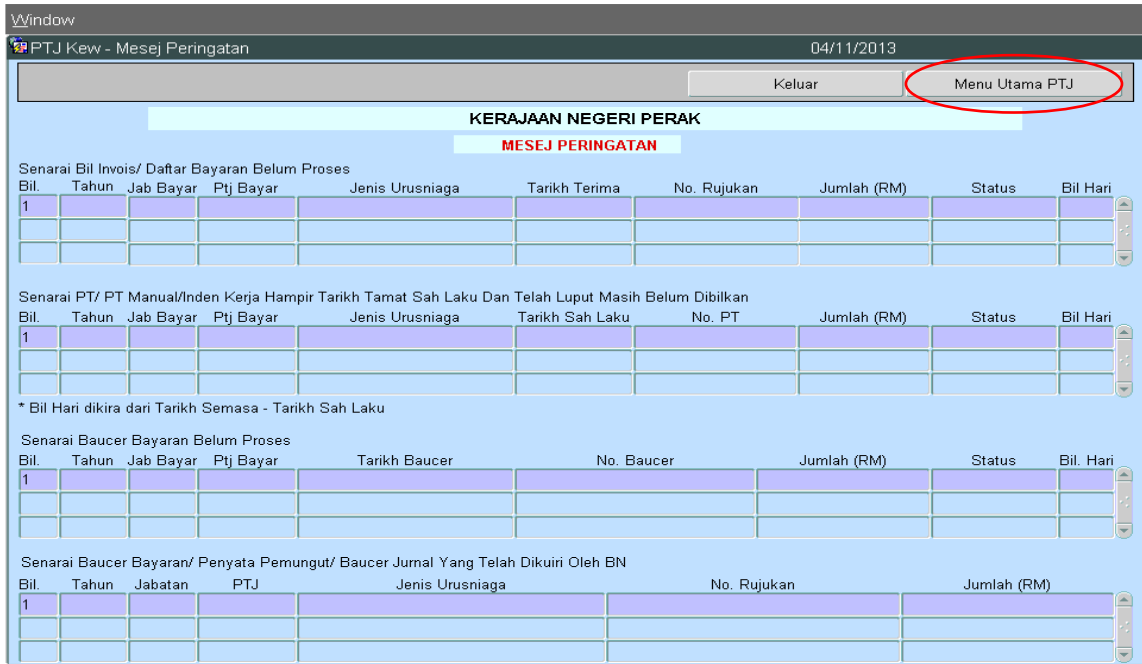 Window
PTJ Kew - Mesej Peringatan 04/11/2013
Keluar Menu Utama PTJ
KERAJAAN NEGERI PERAK
MESEJ PERINGATAN
Senarai Bil Invois/ Daftar Bayaran Belum Proses
Bil. Tahun Jab Bayar Ptj Bayar Jenis Urusniaga Tarikh Terima No. Rujukan Jumlah (RM) Status Bil Hari
1
Senarai PT/ PT Manual/Inden Kerja Hampir Tarikh Tamat Sah Laku Dan Telah Luput Masih Belum Dibilkan
Bil. Tahun Jab Bayar Ptj Bayar Jenis Urusniaga Tarikh Sah Laku No. PT Jumlah (RM) Status Bil Hari
1
* Bil Hari dikira dari Tarikh Semasa - Tarikh Sah Laku
Senarai Baucer Bayaran Belum Proses
Bil. Tahun Jab Bayar Ptj Bayar Tarikh Baucer No. Baucer Jumlah (RM) Status Bil. Hari
1
Senarai Baucer Bayaran/ Penyata Pemungut/ Baucer Jurnal Yang Telah Dikuiri Oleh BN
Bil. Tahun Jabatan PTJ Jenis Urusniaga No. Rujukan Jumlah (RM)
1